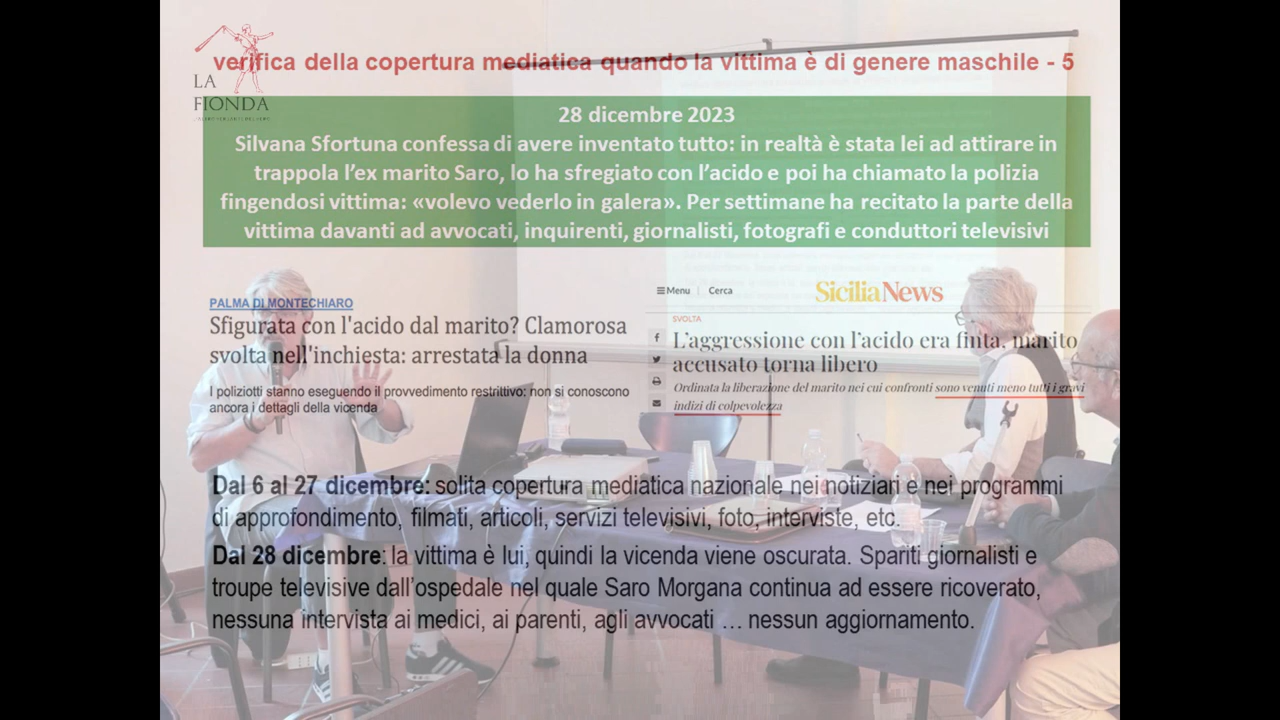 verifica della copertura mediatica quando la vittima è di genere maschile - 5
LA
FIONDA
28 dicembre 2023
Silvana Sfortuna confessa di avere inventato tutto: in realtà è stata lei ad attirare in
trappola l'ex marito Saro, lo ha sfregiato con l'acido e poi ha chiamato la polizia
fingendosi vittima: «volevo vederlo in galera». Per settimane ha recitato la parte della
vittima davanti ad avvocati, inquirenti, giornalisti, fotografi e conduttori televisivi
PALMA DI MONTECHIARO
Sfigurata con l'acido dal marito? Clamorosa
svolta nell'inchiesta: arrestata la donna
I poliziotti stanno eseguendo il provvedimento restrittivo: non si conoscono
ancora i dettagli della vicenda
Menu Cerca
SiciliaNews
SVOLTA
L'aggressione con l'acido era finta, marito
accusato torna libero
Ordinata la liberazione del marito nei cui confronti sono venuti meno tutti i gravi
indizi di colpevolezza
Dal 6 al 27 dicembre: solita copertura mediatica nazionale nei notiziari e nei programmi
di approfondimento, filmati, articoli, servizi televisivi, foto, interviste, etc.
Dal 28 dicembre: la vittima è lui, quindi la vicenda viene oscurata. Spariti giornalisti e
troupe televisive dall'ospedale nel quale Saro Morgana continua ad essere ricoverato,
nessuna intervista ai medici, ai parenti, agli avvocati … nessun aggiornamento.